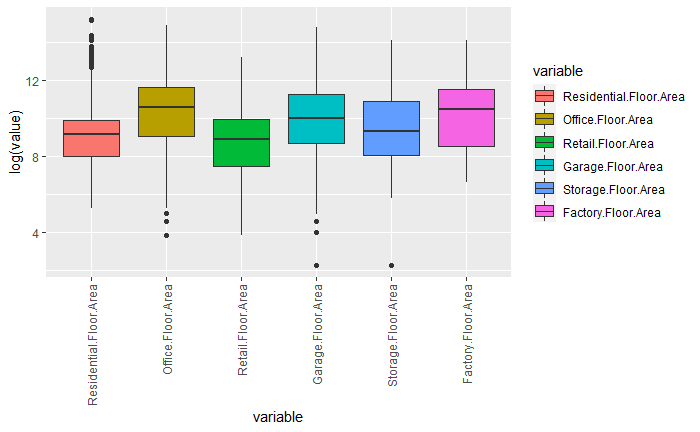 log(value)
12
8
4
Residential.Floor.Area
Office.Floor.Area
Retail.Floor.Area
Garage.Floor.Area
Storage.Floor.Area
Factory.Floor.Area
variable
variable
Residential.Floor.Area
Office.Floor.Area
Retail.Floor.Area
Garage.Floor.Area
Storage.Floor.Area
Factory.Floor.Area